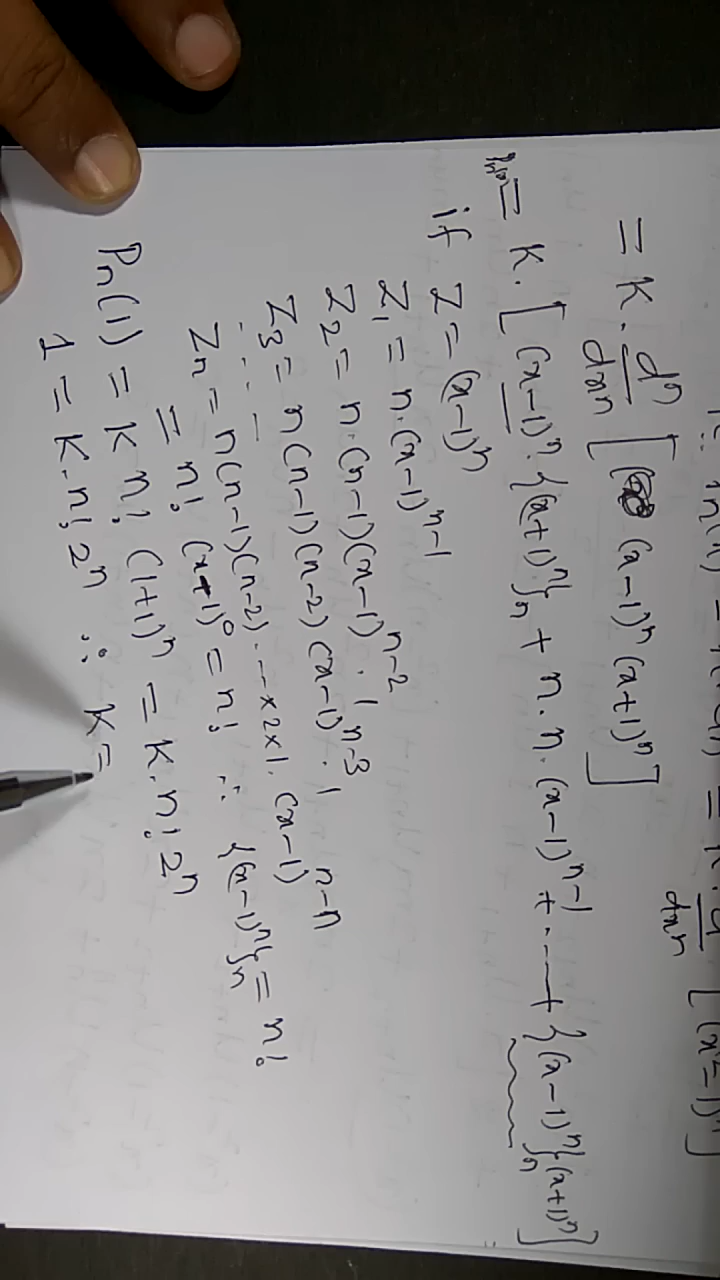 = K · dⁿ/dxⁿ [ (x-1)ⁿ (x+1)ⁿ ]
= K · [ (x-1)ⁿ · {(x+1)ⁿ}ₙ + n · n · (x-1)ⁿ⁻¹ + ··· + {(x-1)ⁿ}ₙ (x+1)ⁿ ]
if Z = (x-1)ⁿ
Z₁ = n · (x-1)ⁿ⁻¹
Z₂ = n · (n-1)(x-1)ⁿ⁻² · 1
Z₃ = n(n-1)(n-2)(x-1)ⁿ⁻³ · 1
Zₙ = n(n-1)(n-2) ··· × 2 × 1 · (x-1)ⁿ⁻ⁿ
= n! (x+1)⁰ = n! ∴ {(x-1)ⁿ}ₙ = n!
Pₙ(1) = K n! (1+1)ⁿ = K · n! 2ⁿ
1 = K · n! 2ⁿ ∴ K =